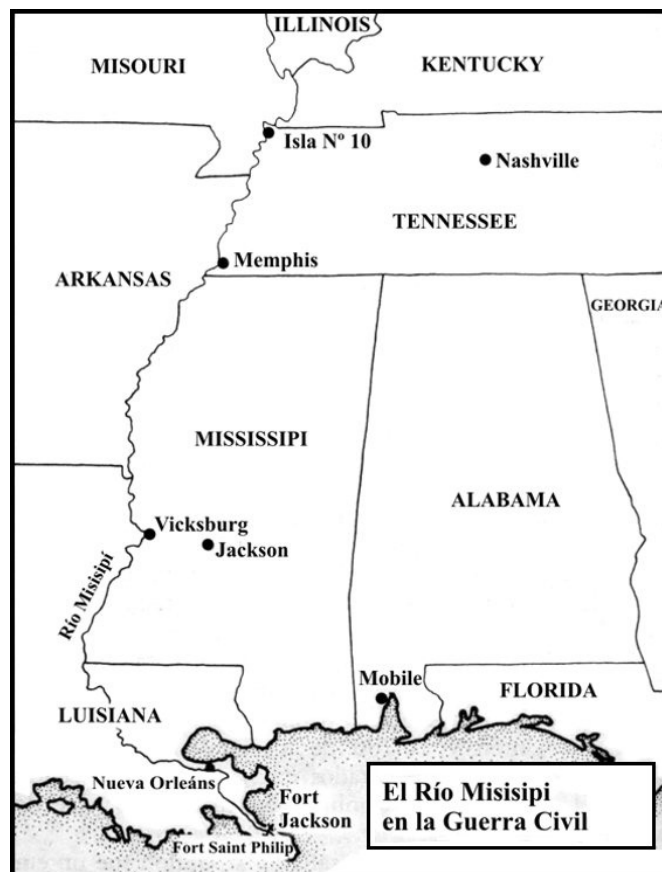 ILLINOIS
MISOURI
KENTUCKY
Isla Nº 10
Nashville
TENNESSEE
Memphis
ARKANSAS
GEORGIA
MISSISSIPI
ALABAMA
Vicksburg
Jackson
Río Misisipí
Mobile
FLORIDA
LUISIANA
Nueva Orleáns
Fort
Jackson
Fort Saint Philip
El Río Misisipi
en la Guerra Civil